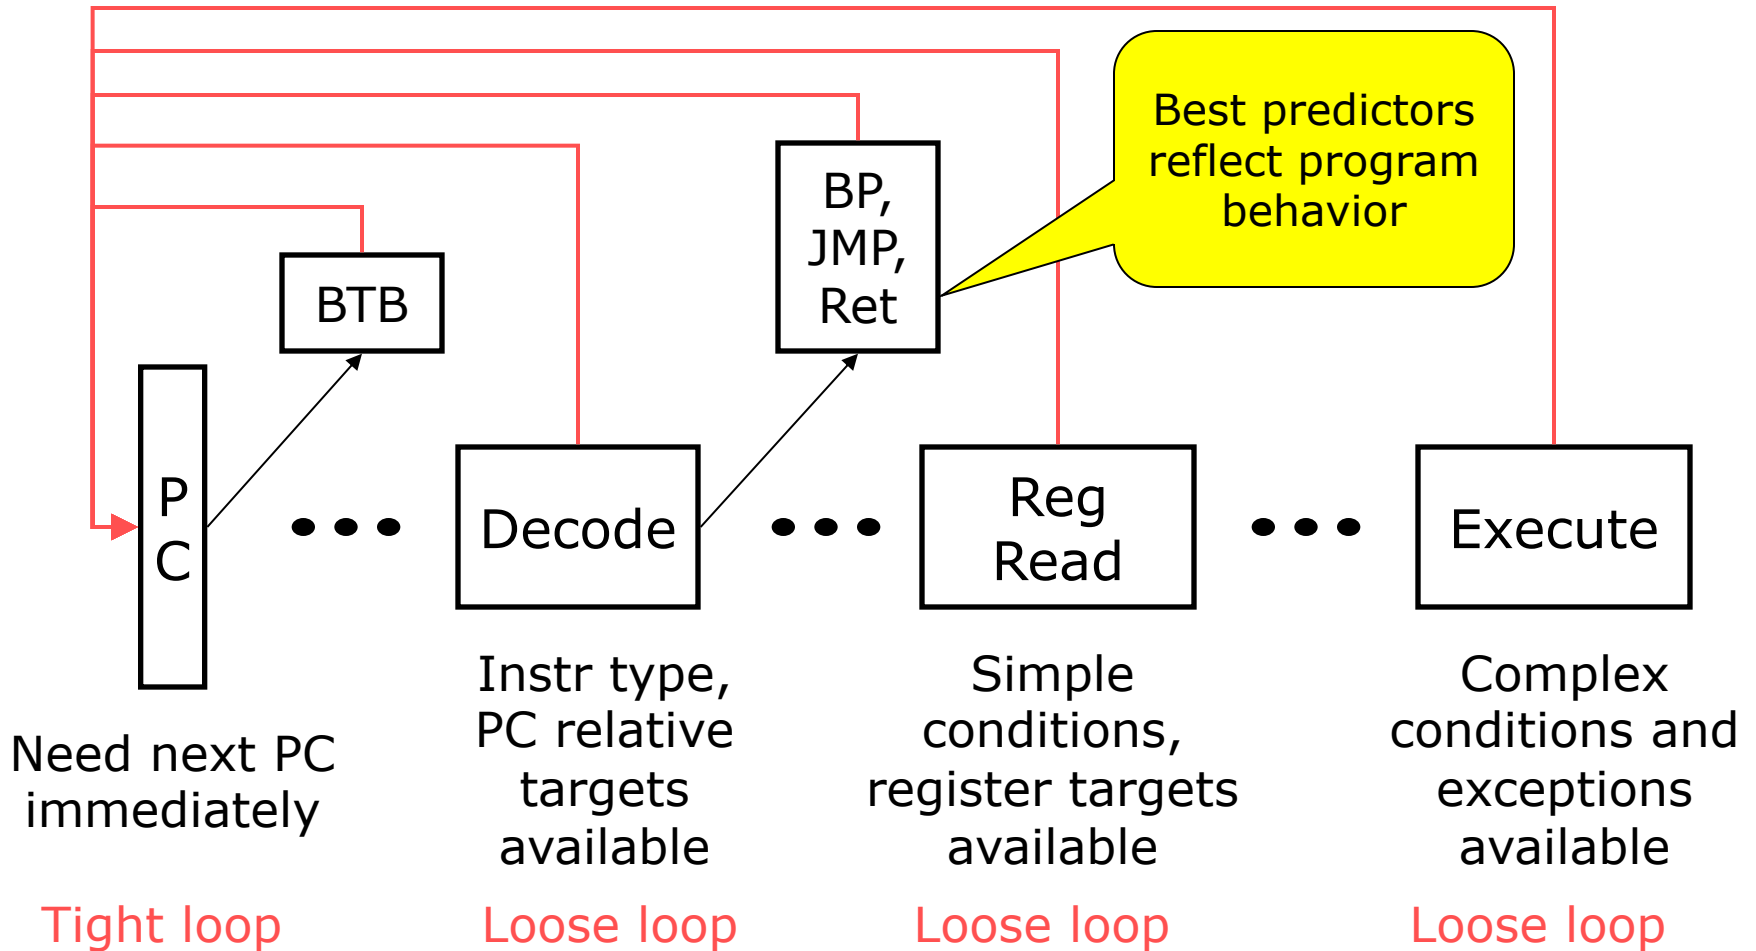 Best predictors
reflect program
behavior
BP,
JMP,
Ret
BTB
P
C
Decode
Reg
Read
Execute
Need next PC
immediately
Instr type,
PC relative
targets
available
Simple
conditions,
register targets
available
Complex
conditions and
exceptions
available
Tight loop
Loose loop
Loose loop
Loose loop